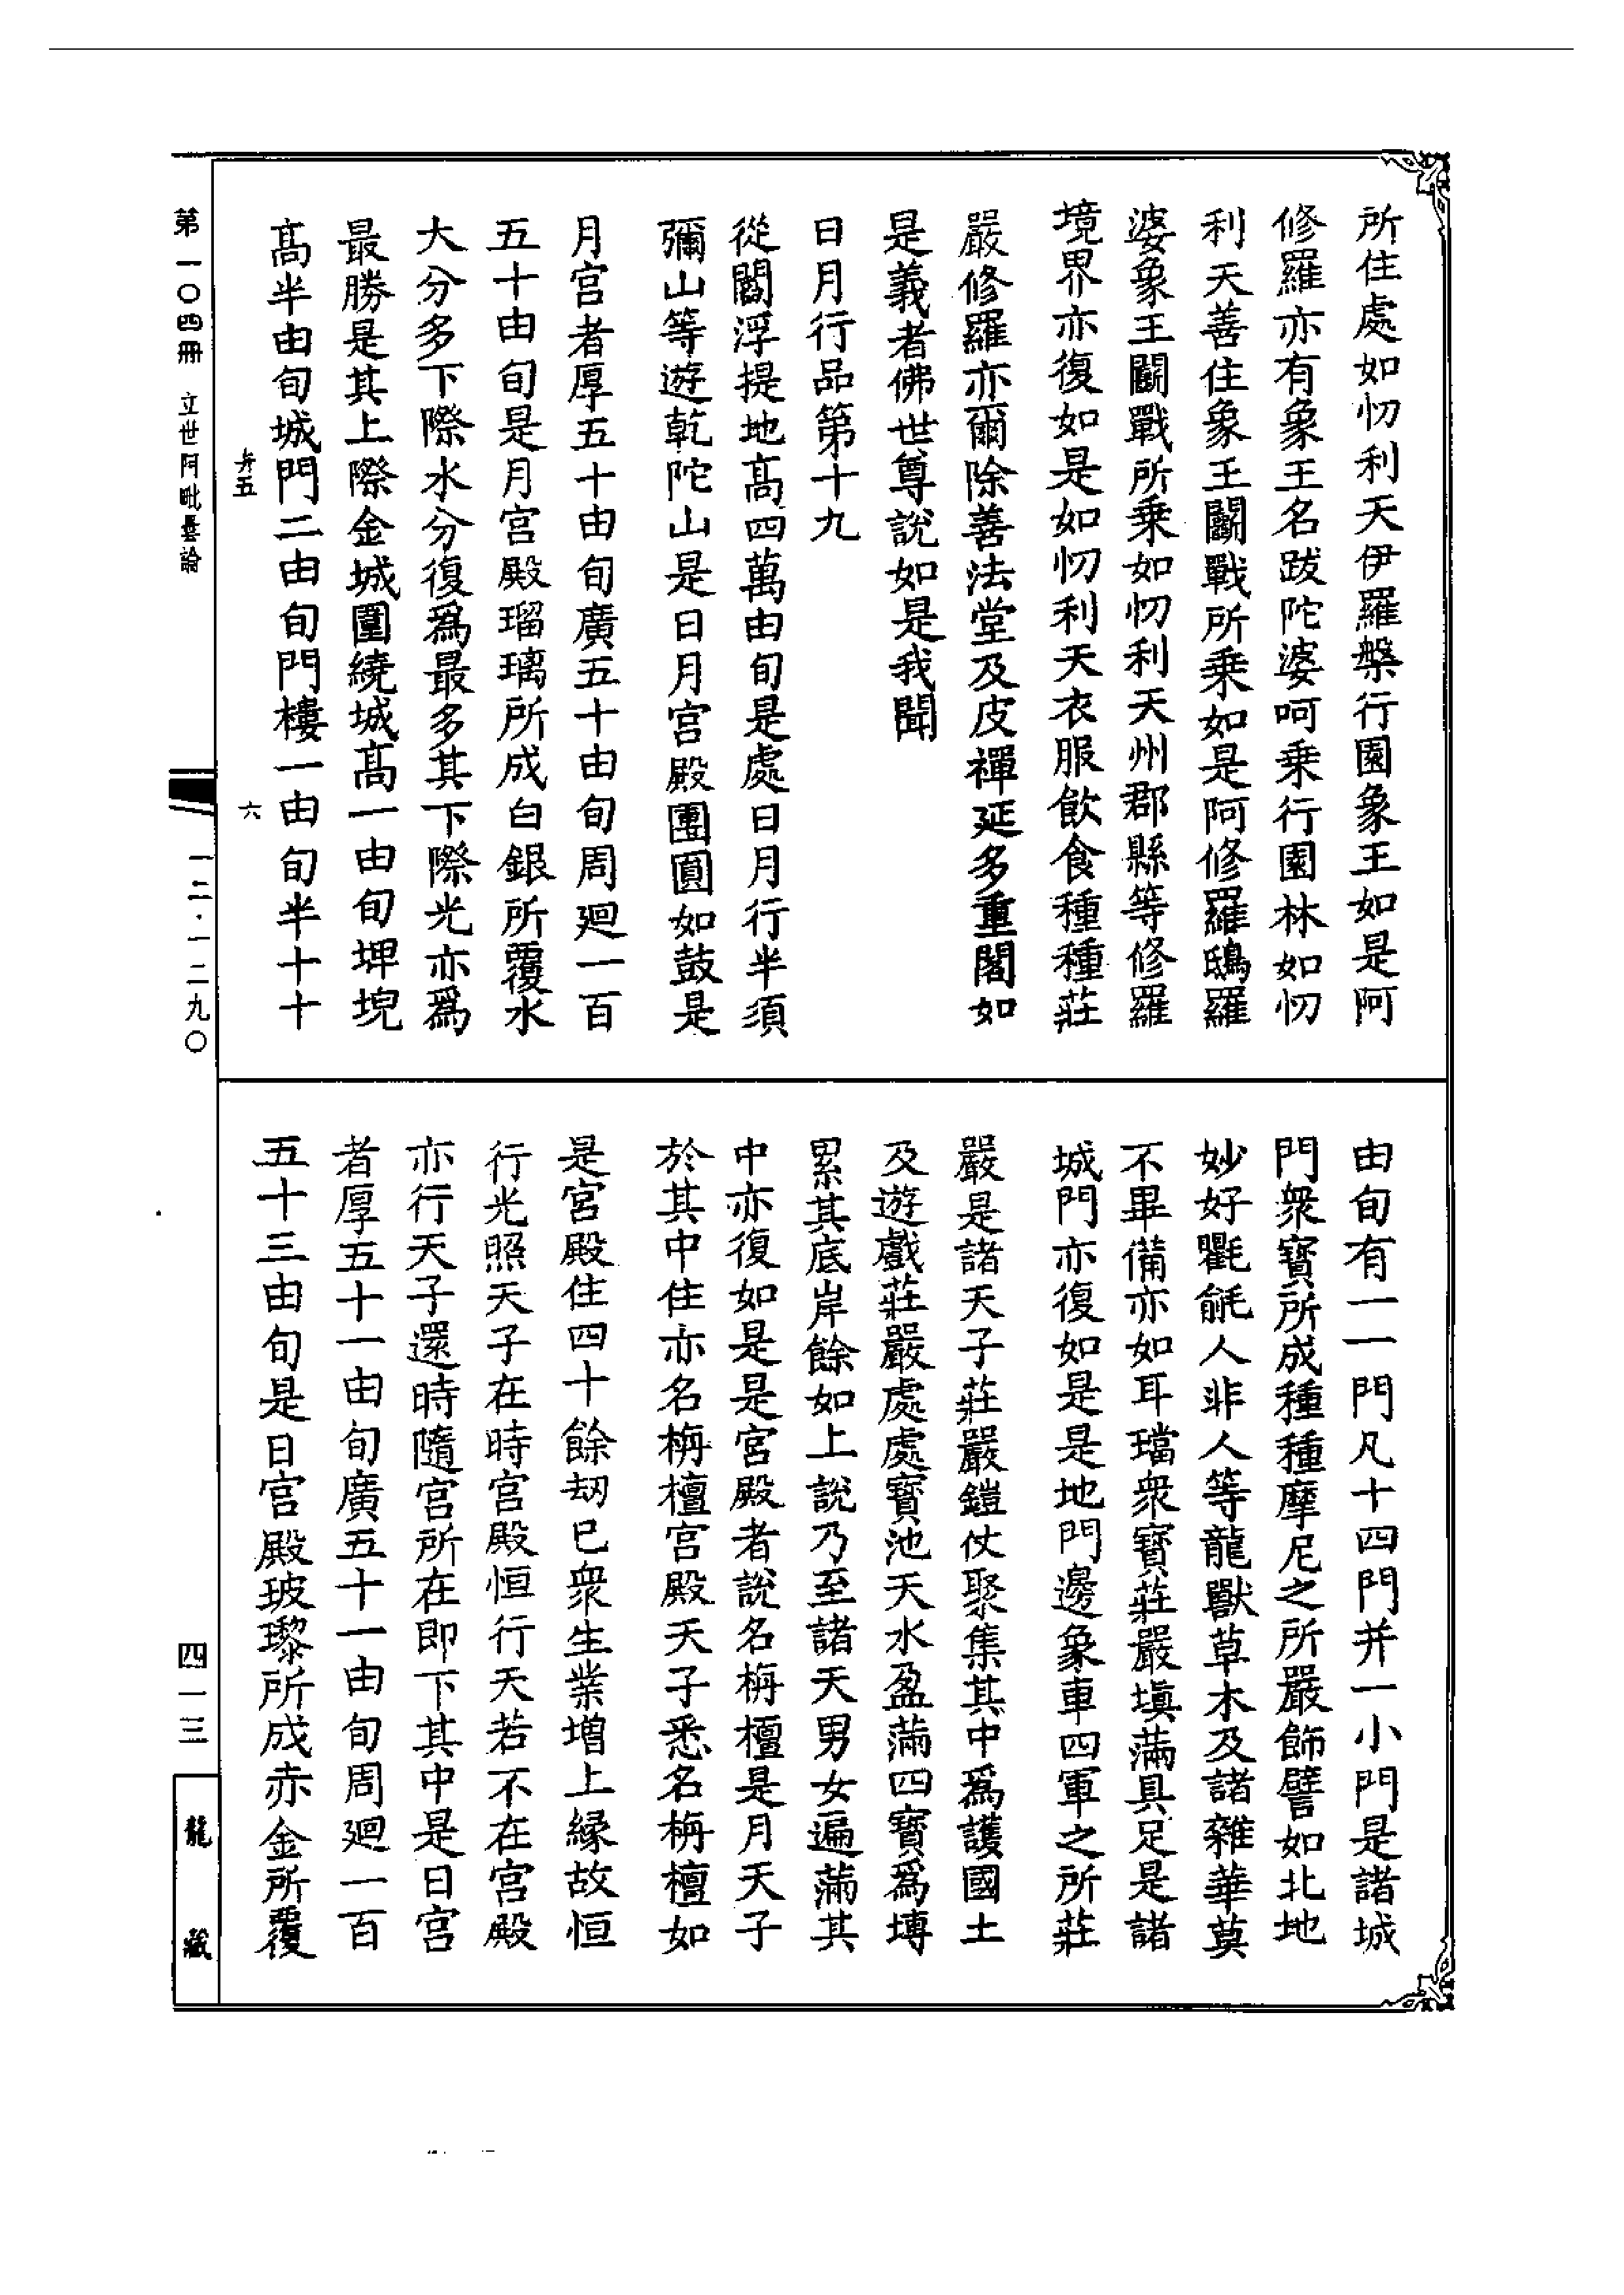 所住處如忉利天伊羅槃行園象王如是阿
修羅亦有象王名跋陀婆呵乗行園林如忉
利天善住象王鬭戰所乗如是阿修羅鴟羅
婆象王鬭戰所乗如忉利天州郡縣等修羅
境界亦復如是如忉利天衣服飲食種種莊
嚴修羅亦爾除善法堂及皮禪延多重閣如
是義者佛世尊說如是我聞
日月行品第十九
從閻浮提地高四萬由旬是處日月行半須
彌山等遊乾陀山是日月宮殿團圓如鼓是
月宮者厚五十由旬廣五十由旬周廻一百
五十由旬是月宮殿瑠璃所成白銀所覆水
大分多下際水分復爲最多其下際光亦爲
最勝是其上際金城圍繞城高一由旬埤堄
高半由旬城門二由旬門樓一由旬半十十
由旬有一一門凡十四門并一小門是諸城
門衆寶所成種種摩尼之所嚴飾譬如北地
妙好氍毹人非人等龍獸草木及諸雜華莫
不畢備亦如耳璫衆寶莊嚴塡滿具足是諸
城門亦復如是是地門邊象車四軍之所莊
嚴是諸天子莊嚴鎧仗聚集其中爲護國土
及遊戲莊嚴處處寶池天水盈滿四寶爲塼
累其底岸餘如上說乃至諸天男女遍滿其
中亦復如是是宮殿者說名栴檀是月天子
於其中住亦名栴檀宮殿天子悉名栴檀如
是宮殿住四十餘劫已衆生業增上緣故恒
行光照天子在時宮殿恒行天若不在宮殿
亦行天子還時隨宮所在即下其中是日宮
者厚五十一由旬廣五十一由旬周廻一百
五十三由旬是日宮殿玻瓈所成赤金所覆
第一〇四冊 立世阿毗曇論
弁五 六
一二·一二九〇
四一三
龍藏